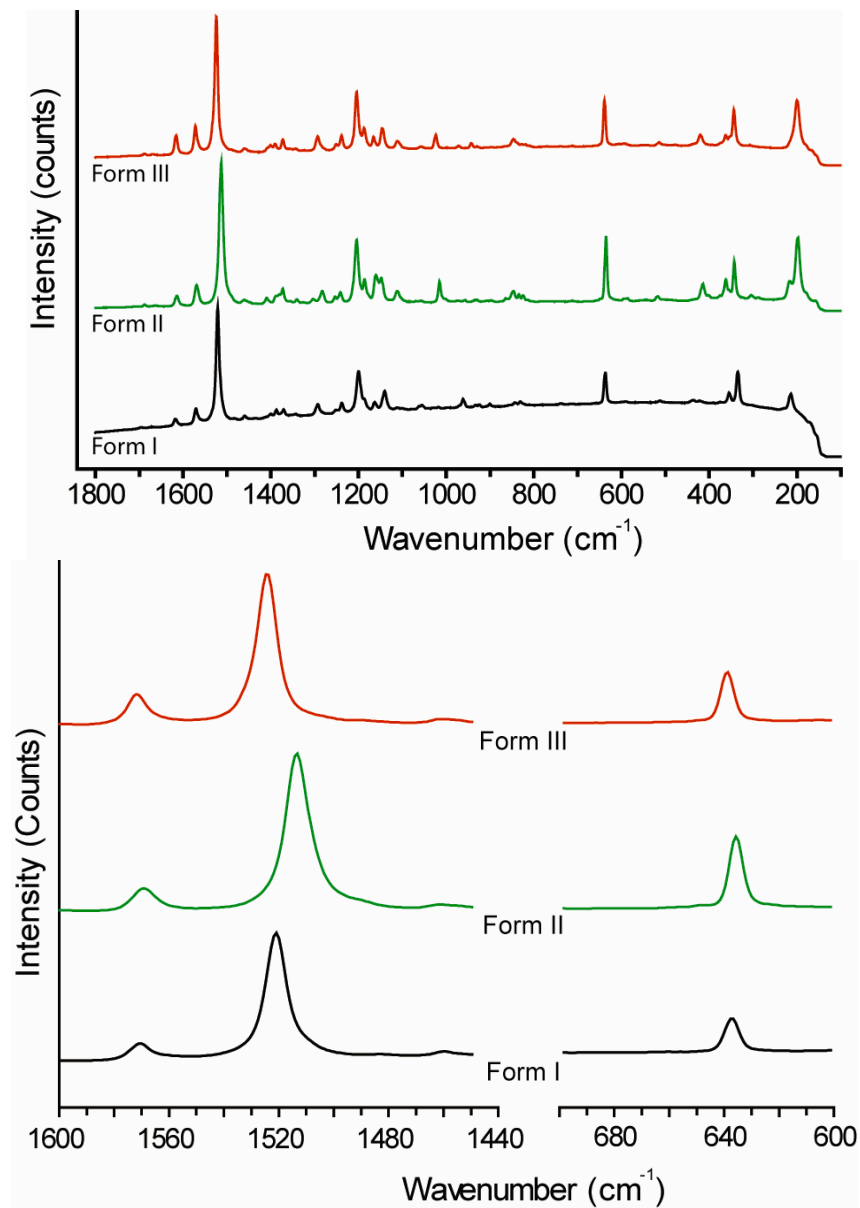 Intensity (counts)
Form III
Form II
Form I
1800 1600 1400 1200 1000 800 600 400 200
Wavenumber (cm-1)
Intensity (Counts)
Form III
Form II
Form I
1600 1560 1520 1480 1440 680 640 600
Wavenumber (cm-1)